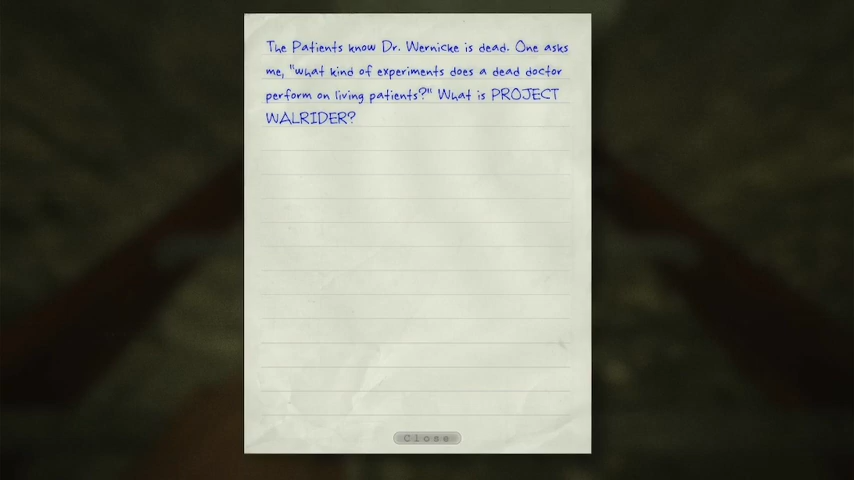 The Patients know Dr. Wernicke is dead. One asks
me, "what kind of experiments does a dead doctor
perform on living patients?" What is PROJECT
WALRIDER?
Close